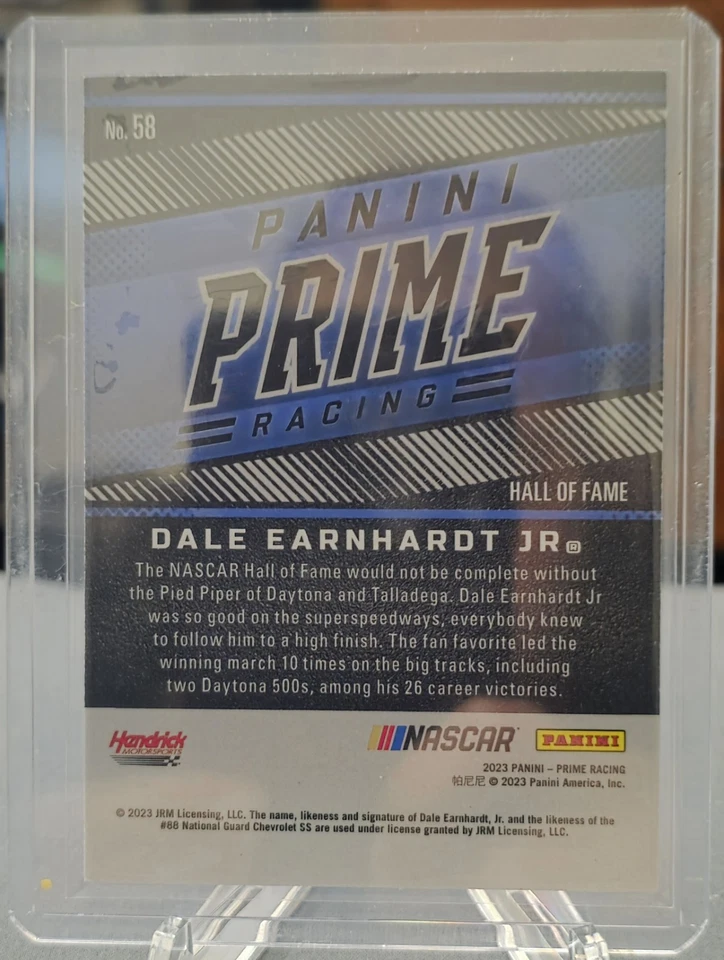 No. 58
PANINI
PRIME
RACING
HALL OF FAME
DALE EARNHARDT JR®
The NASCAR Hall of Fame would not be complete without
the Pied Piper of Daytona and Talladega. Dale Earnhardt Jr
was so good on the superspeedways, everybody knew
to follow him to a high finish. The fan favorite led the
winning march 10 times on the big tracks, including
two Daytona 500s, among his 26 career victories.
Hendrick
MOTORSPORTS
NASCAR
PANINI
2023 PANINI – PRIME RACING
帕尼尼 © 2023 Panini America, Inc.
© 2023 JRM Licensing, LLC. The name, likeness and signature of Dale Earnhardt, Jr. and the likeness of the
#88 National Guard Chevrolet SS are used under license granted by JRM Licensing, LLC.